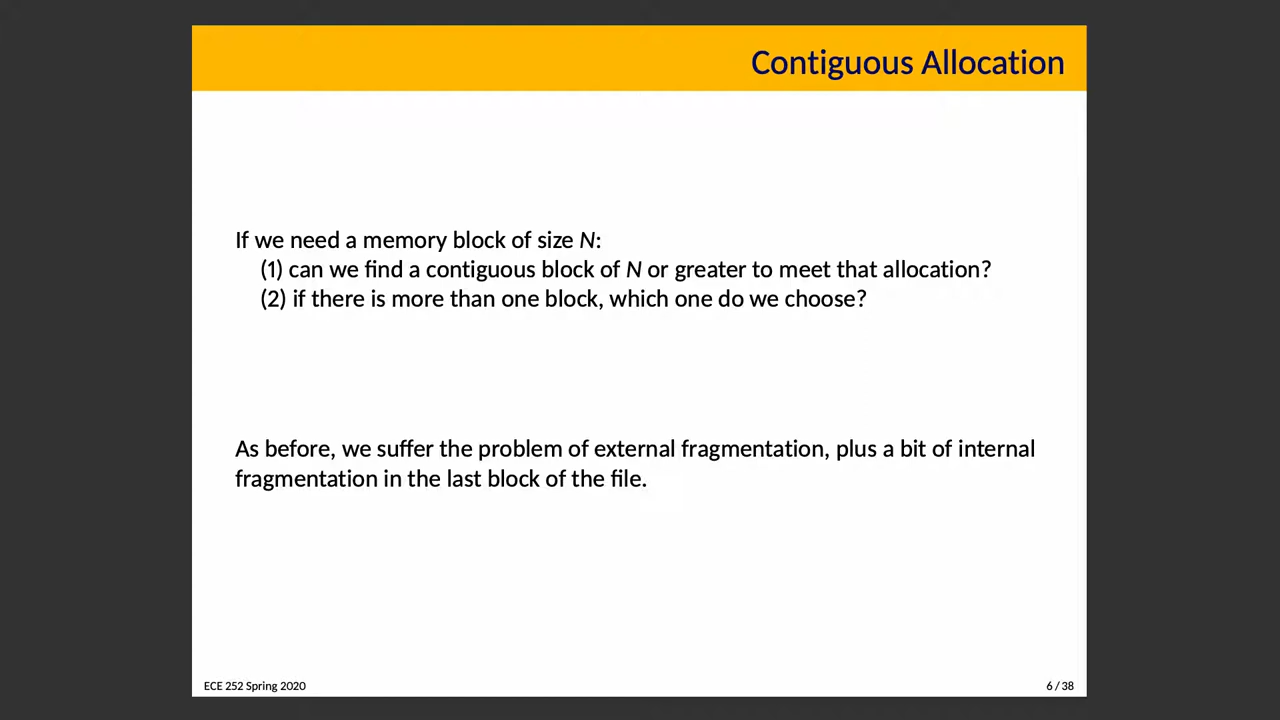 Contiguous Allocation
If we need a memory block of size N:
(1) can we find a contiguous block of N or greater to meet that allocation?
(2) if there is more than one block, which one do we choose?
As before, we suffer the problem of external fragmentation, plus a bit of internal
fragmentation in the last block of the file.
ECE 252 Spring 2020
6 / 38